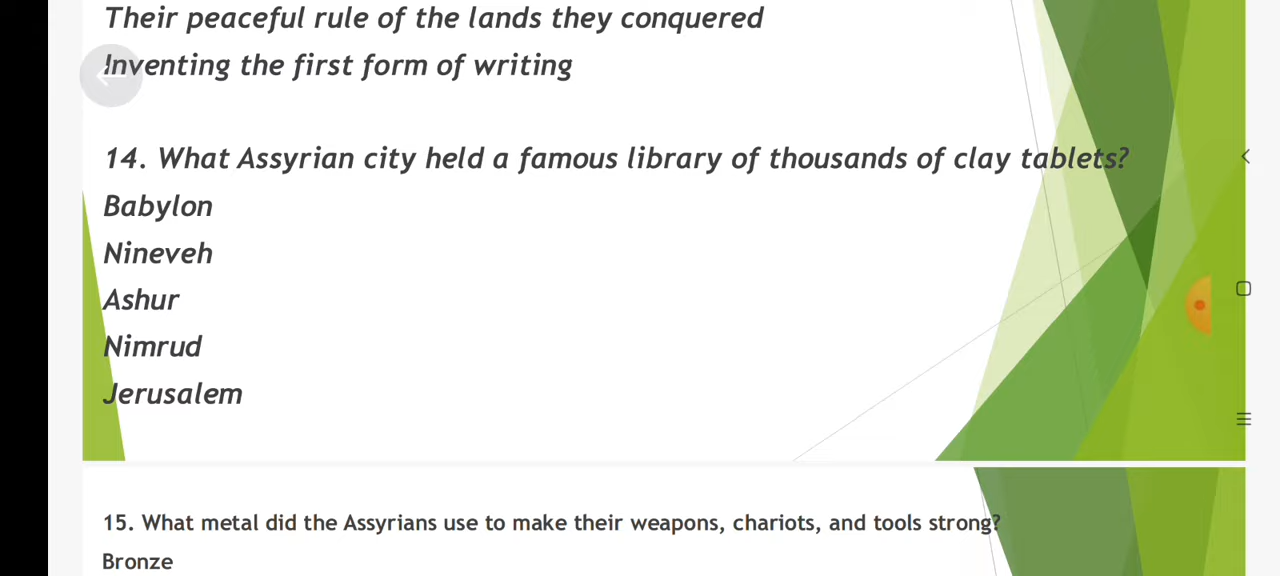 Their peaceful rule of the lands they conquered
Inventing the first form of writing
14. What Assyrian city held a famous library of thousands of clay tablets?
Babylon
Nineveh
Ashur
Nimrud
Jerusalem
15. What metal did the Assyrians use to make their weapons, chariots, and tools strong?
Bronze